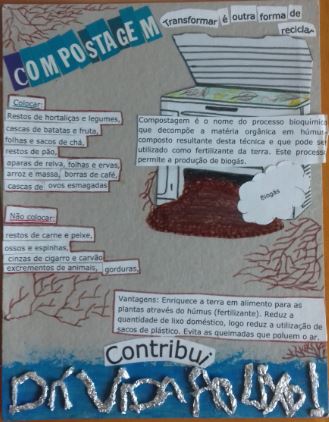 COMPOSTAGEM
Transformar é outra forma de
reciclar
Colocar:
Restos de hortaliças e legumes,
cascas de batatas e fruta,
folhas e sacos de chá,
restos de pão,
aparas de relva, folhas e ervas,
arroz e massa, borras de café,
cascas de ovos esmagadas
Compostagem é o nome do processo bioquímico
que decompõe a matéria orgânica em húmus
composto resultante desta técnica e que pode ser
utilizado como fertilizante da terra. Este processo
permite a produção de biogás.
Biogás
Não colocar:
restos de carne e peixe,
ossos e espinhas,
cinzas de cigarro e carvão
excrementos de animais, gorduras,
Vantagens: Enriquece a terra em alimento para as
plantas através do húmus (fertilizante). Reduz a
quantidade de lixo doméstico, logo reduz a utilização de
sacos de plástico. Evita as queimadas que poluem o ar.
Contribui
Dá Vida Ao Lixo!